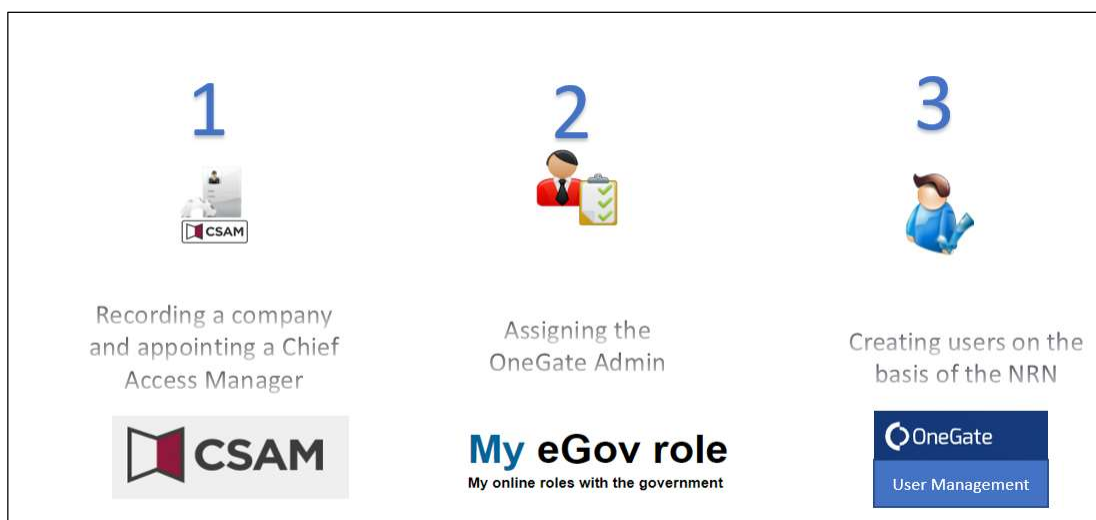 1
CSAM
Recording a company
and appointing a Chief
Access Manager
CSAM
2
Assigning the
OneGate Admin
My eGov role
My online roles with the government
3
Creating users on the
basis of the NRN
OneGate
User Management